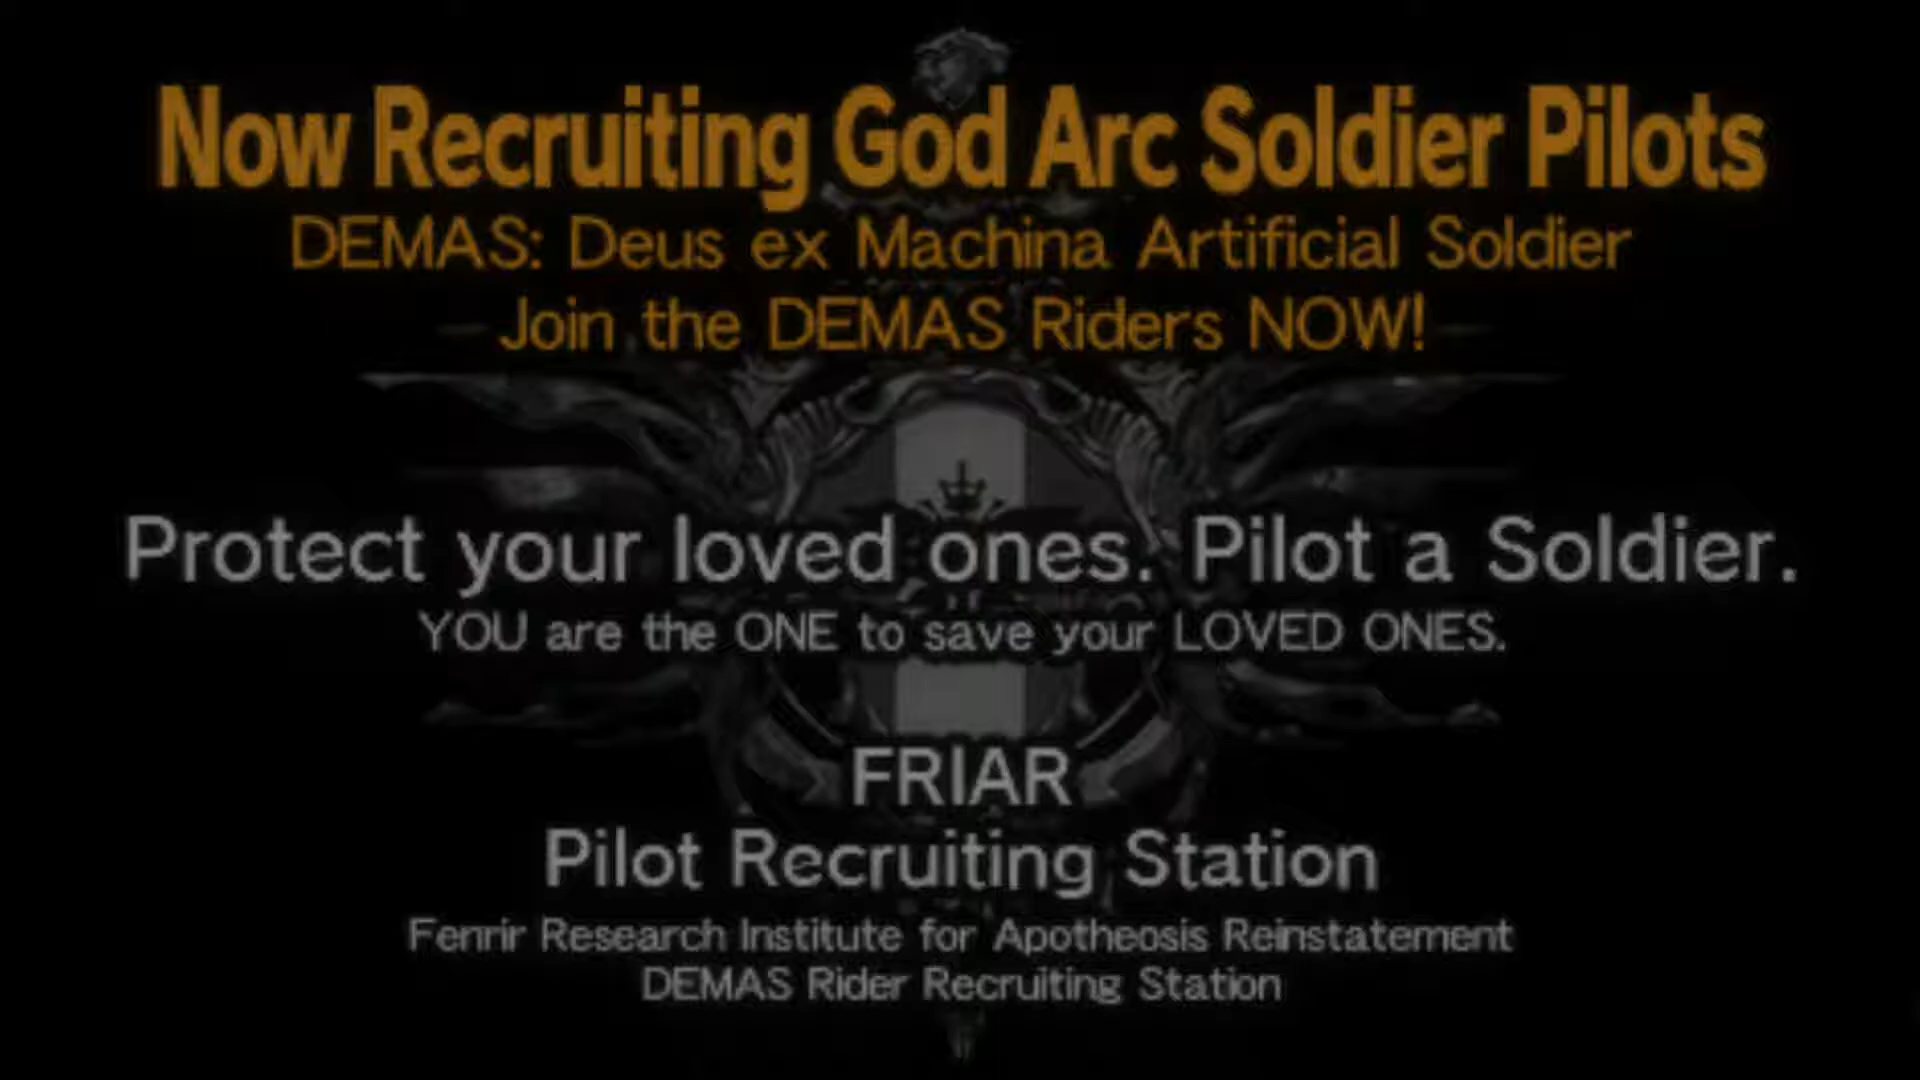 Now Recruiting God Arc Soldier Pilots
DEMAS: Deus ex Machina Artificial Soldier
Join the DEMAS Riders NOW!
Protect your loved ones. Pilot a Soldier.
YOU are the ONE to save your LOVED ONES.
FRIAR
Pilot Recruiting Station
Fenrir Research Institute for Apotheosis Reinstatement
DEMAS Rider Recruiting Station